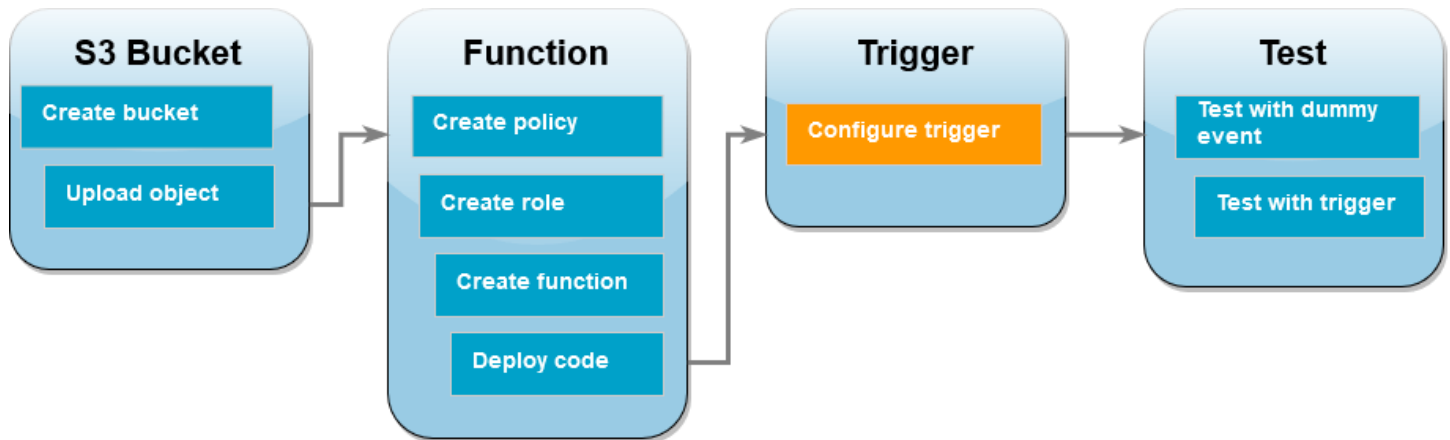 S3 Bucket
Create bucket
Upload object
Function
Create policy
Create role
Create function
Deploy code
Trigger
Configure trigger
Test
Test with dummy
event
Test with trigger